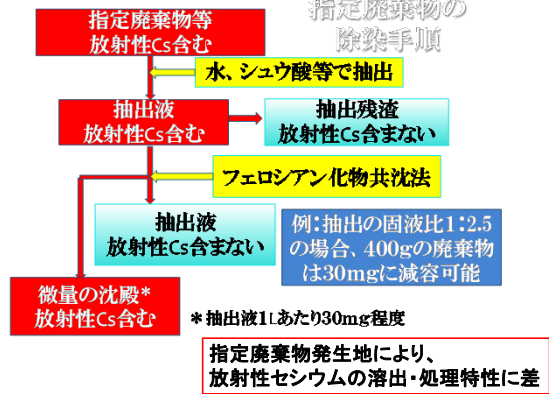 指定廃棄物の
除染手順
指定廃棄物等
放射性Cs含む
水、シュウ酸等で抽出
抽出液
放射性Cs含む
抽出残渣
放射性Cs含まない
フェロシアン化物共沈法
抽出液
放射性Cs含まない
例:抽出の固液比1:2.5
の場合、400gの廃棄物
は30mgに減容可能
微量の沈殿*
放射性Cs含む
*抽出液1Lあたり30mg程度
指定廃棄物発生地により、
放射性セシウムの溶出・処理特性に差